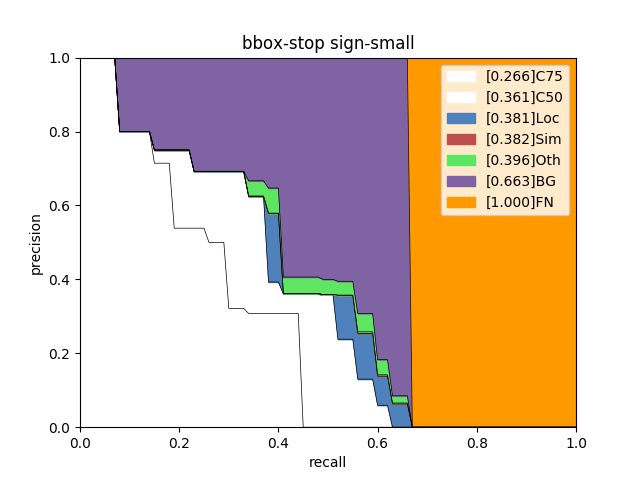 bbox-stop sign-small
1.0
0.8
0.6
0.4
0.2
0.0
precision
[0.266]C75
[0.361]C50
[0.381]Loc
[0.382]Sim
[0.396]Oth
[0.663]BG
[1.000]FN
0.0 0.2 0.4 0.6 0.8 1.0
recall